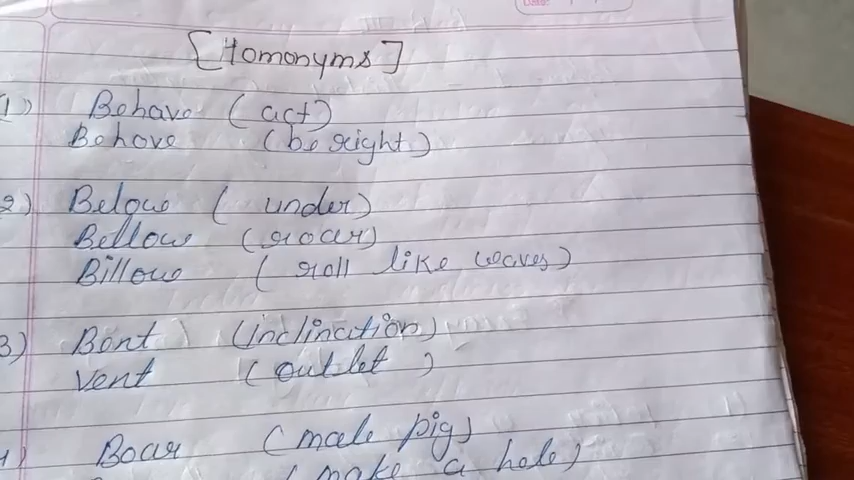 [Homonyms]
1) Behave (act)
Behove (be right)
2) Below (under)
Bellow (roar)
Billow (roll like waves)
3) Bent (inclination)
Vent (outlet)
Boar (male pig)
(make a hole)